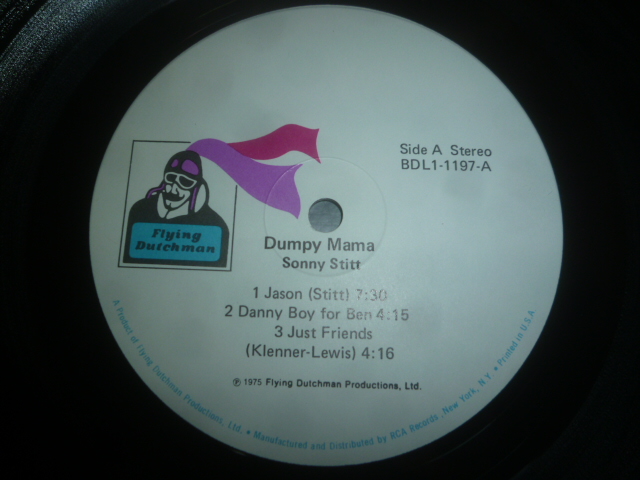 Side A Stereo
BDL1-1197-A
Flying
Dutchman
Dumpy Mama
Sonny Stitt
1 Jason (Stitt) 7:30
2 Danny Boy for Ben 4:15
3 Just Friends
(Klenner-Lewis) 4:16
℗ 1975 Flying Dutchman Productions, Ltd.
A Product of Flying Dutchman Productions, Ltd. • Manufactured and Distributed by RCA Records, New York, N.Y. • Printed in U.S.A